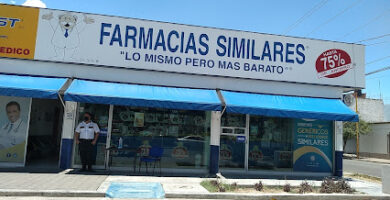 ST
MEDICO
FARMACIAS SIMILARES
"LO MISMO PERO MAS BARATO"
HASTA
75%
GENÉRICOS
SIMILARES